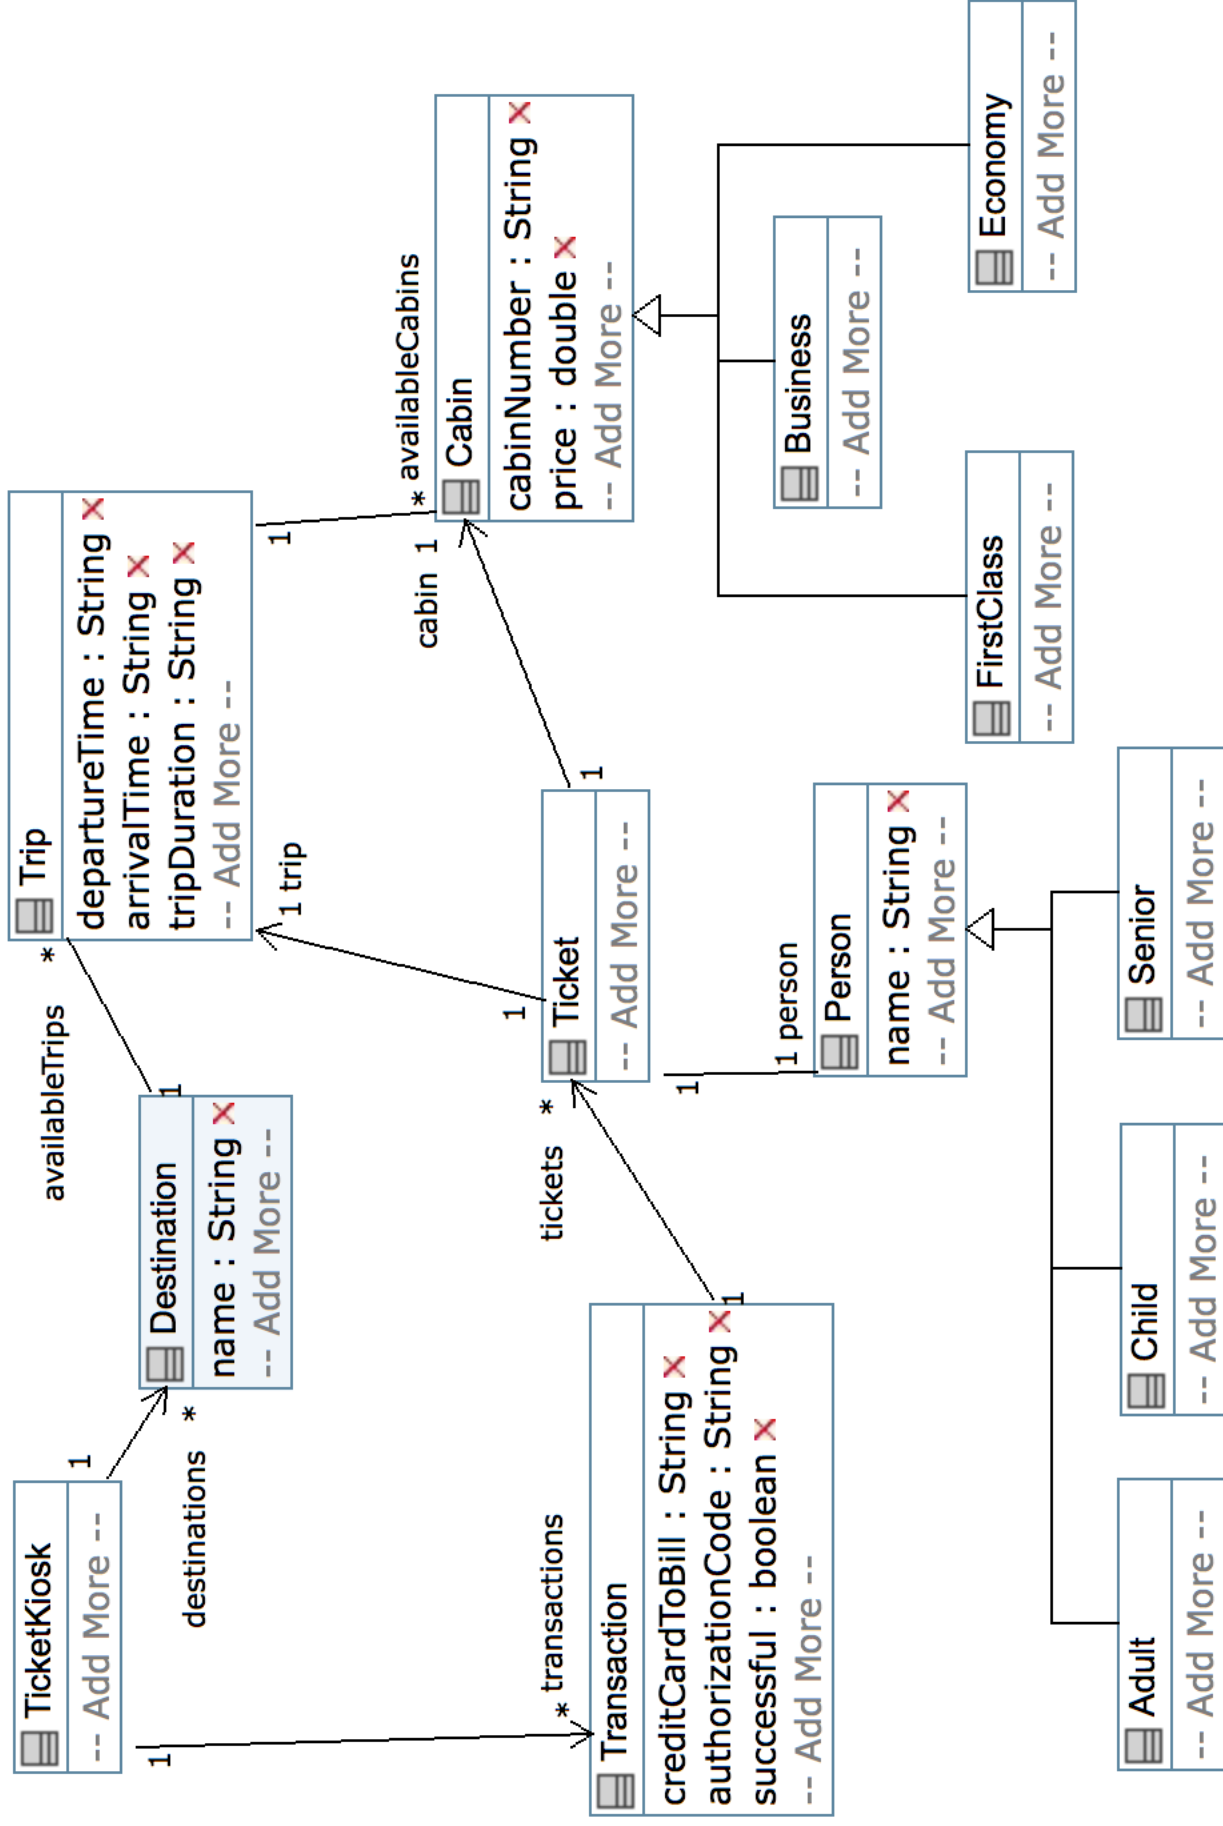 TicketKiosk
-- Add More --
1
1
destinations
*
Destination
name : String
-- Add More --
1
availableTrips
*
Trip
departureTime : String
arrivalTime : String
tripDuration : String
-- Add More --
1
* availableCabins
cabin 1
Cabin
cabinNumber : String
price : double
-- Add More --
1 trip
1
tickets *
Ticket
-- Add More --
1
1
1 person
* transactions
Transaction
creditCardToBill : String
authorizationCode : String
successful : boolean
-- Add More --
1
Person
name : String
-- Add More --
Business
-- Add More --
FirstClass
-- Add More --
Economy
-- Add More --
Adult
-- Add More --
Child
-- Add More --
Senior
-- Add More --